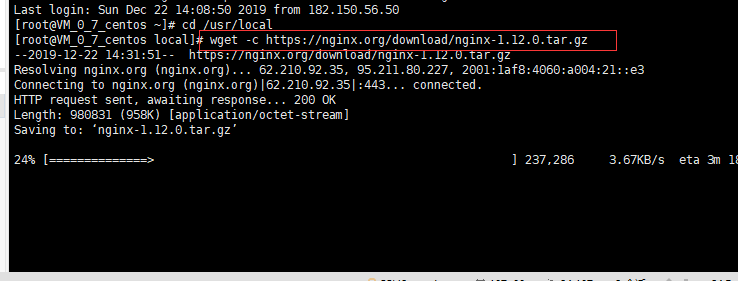 Last login: Sun Dec 22 14:08:50 2019 from 182.150.56.50
[root@VM_0_7_centos ~]# cd /usr/local
[root@VM_0_7_centos local]# wget -c https://nginx.org/download/nginx-1.12.0.tar.gz
--2019-12-22 14:31:51--  https://nginx.org/download/nginx-1.12.0.tar.gz
Resolving nginx.org (nginx.org)... 62.210.92.35, 95.211.80.227, 2001:1af8:4060:a004:21::e3
Connecting to nginx.org (nginx.org)|62.210.92.35|:443... connected.
HTTP request sent, awaiting response... 200 OK
Length: 980831 (958K) [application/octet-stream]
Saving to: ‘nginx-1.12.0.tar.gz’
24% [==============> ] 237,286 3.67KB/s eta 3m 18